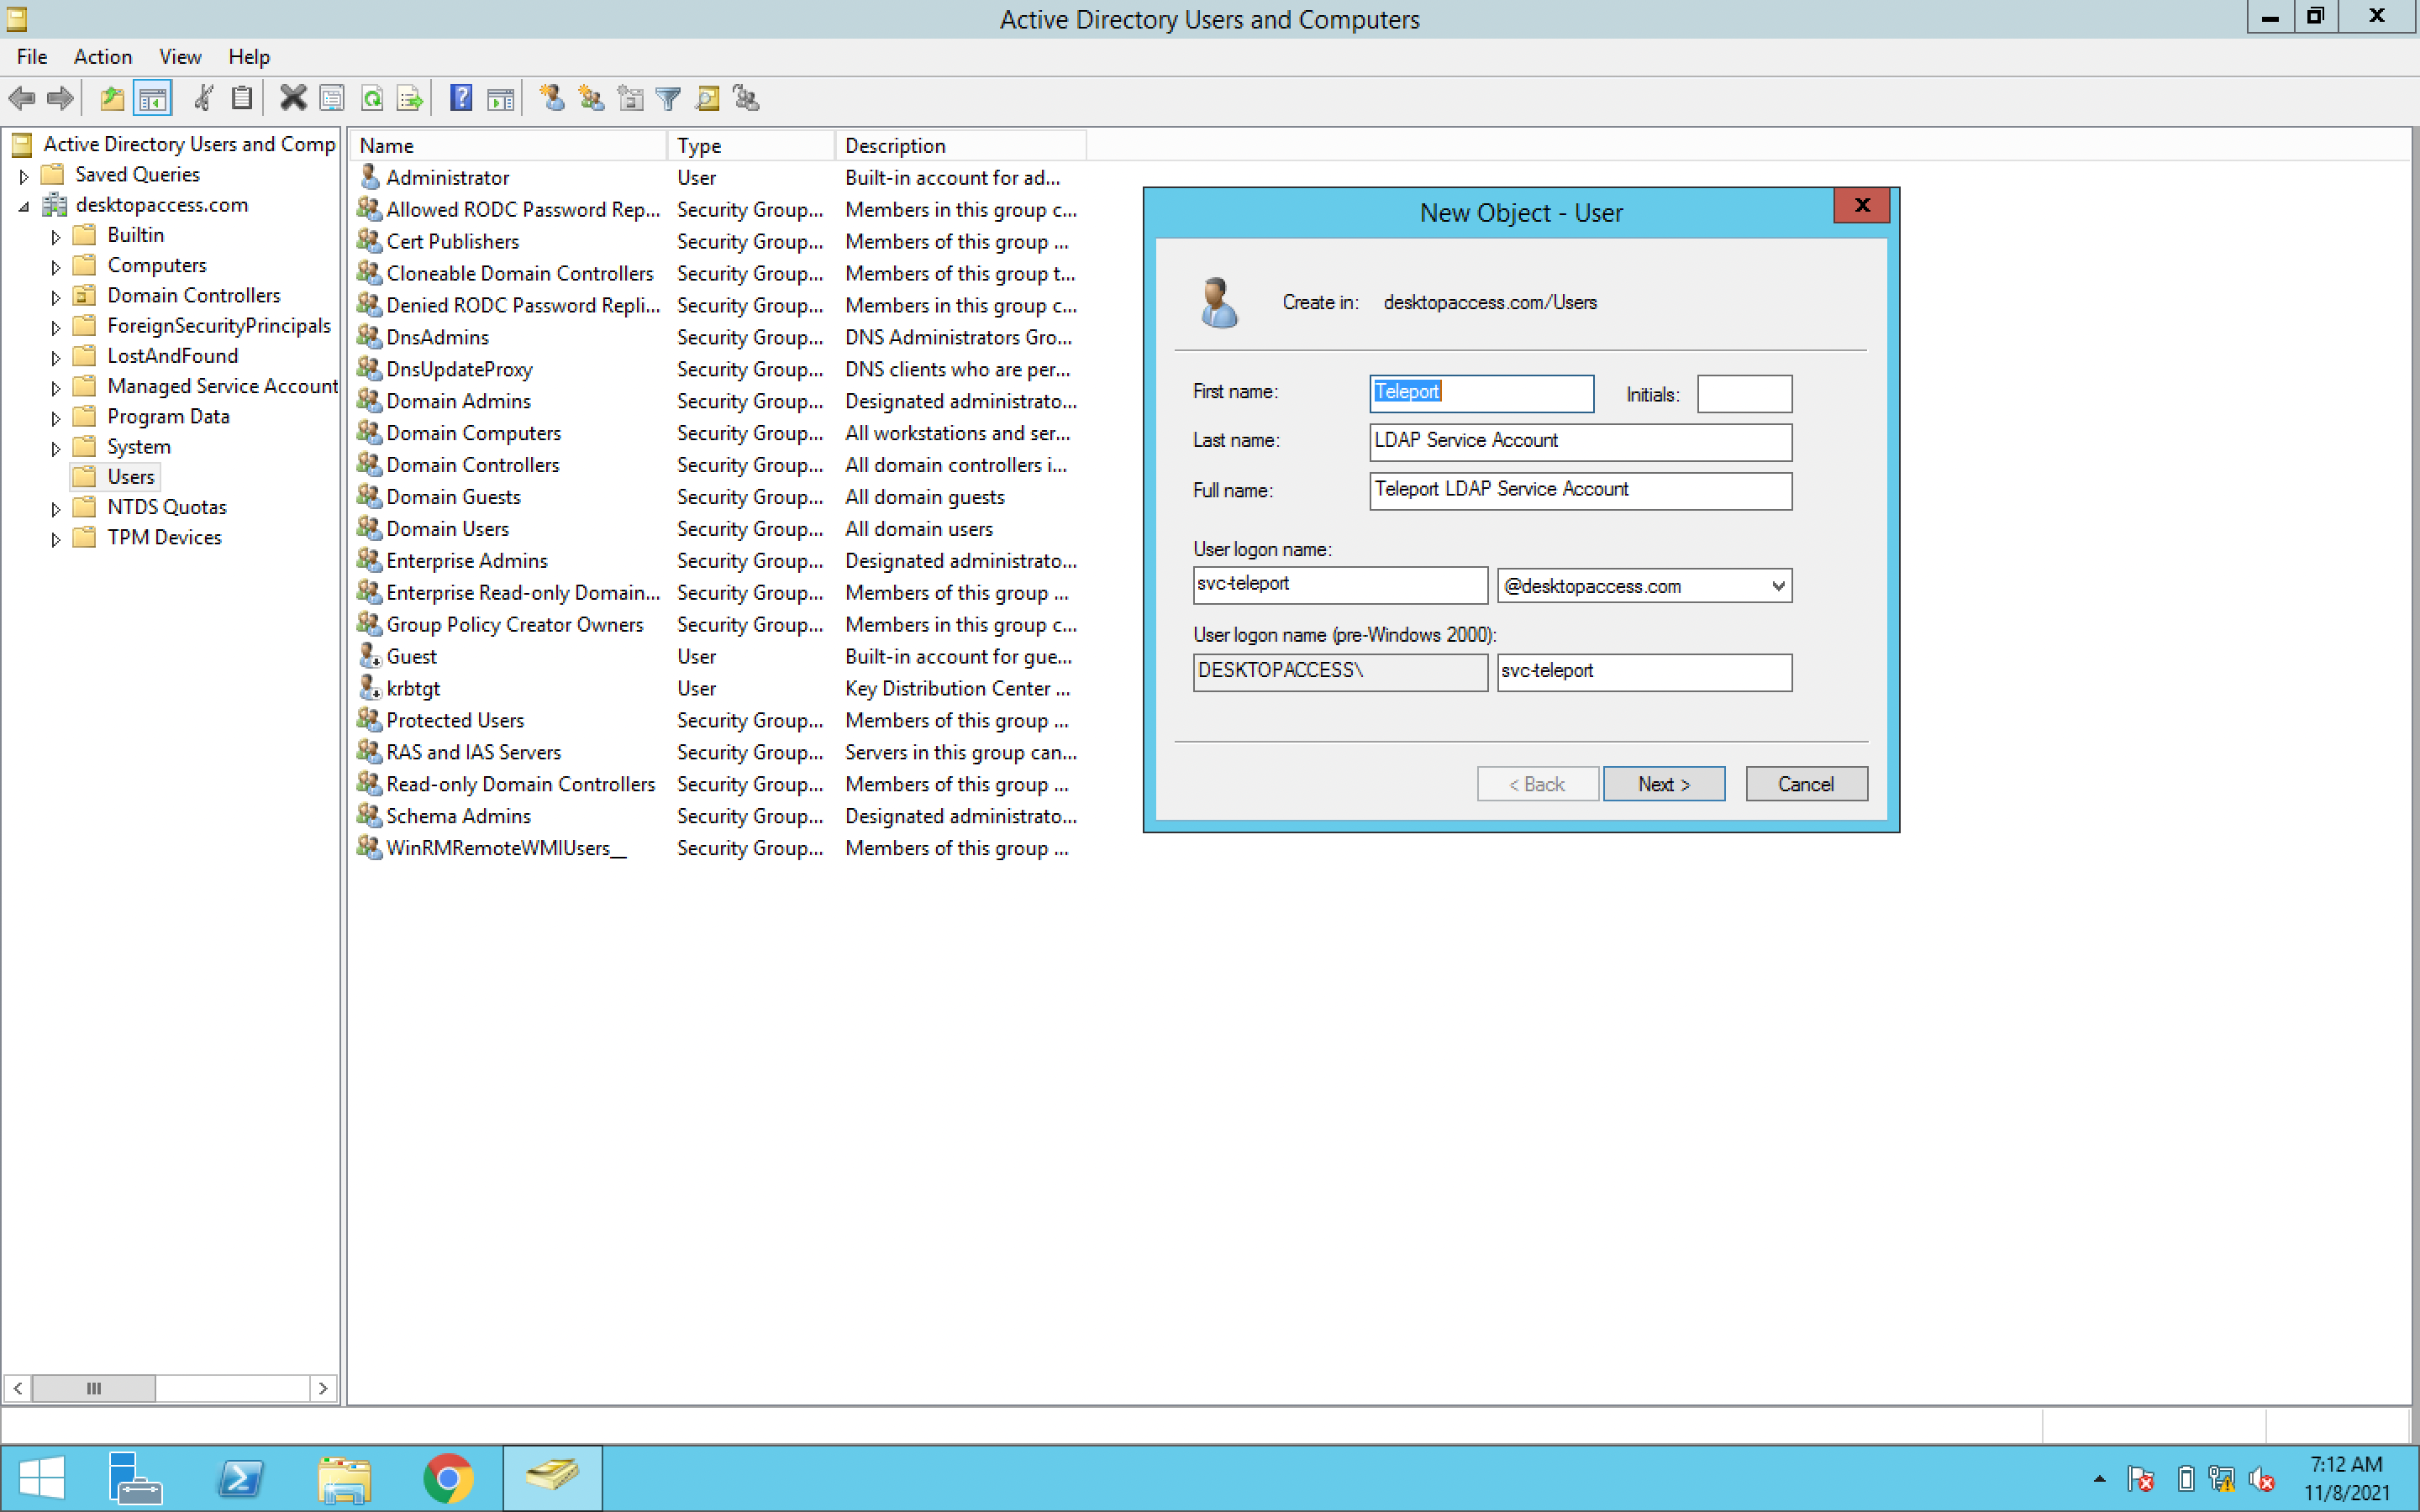 Active Directory Users and Computers
File Action View Help
Active Directory Users and Comp
Saved Queries
desktopaccess.com
Builtin
Computers
Domain Controllers
ForeignSecurityPrincipals
LostAndFound
Managed Service Account
Program Data
System
Users
NTDS Quotas
TPM Devices
Name Type Description
Administrator User Built-in account for ad...
Allowed RODC Password Rep... Security Group... Members in this group c...
Cert Publishers Security Group... Members of this group ...
Cloneable Domain Controllers Security Group... Members of this group t...
Denied RODC Password Repli... Security Group... Members in this group c...
DnsAdmins Security Group... DNS Administrators Gro...
DnsUpdateProxy Security Group... DNS clients who are per...
Domain Admins Security Group... Designated administrato...
Domain Computers Security Group... All workstations and ser...
Domain Controllers Security Group... All domain controllers i...
Domain Guests Security Group... All domain guests
Domain Users Security Group... All domain users
Enterprise Admins Security Group... Designated administrato...
Enterprise Read-only Domain... Security Group... Members of this group ...
Group Policy Creator Owners Security Group... Members in this group c...
Guest User Built-in account for gue...
krbtgt User Key Distribution Center ...
Protected Users Security Group... Members of this group ...
RAS and IAS Servers Security Group... Servers in this group can...
Read-only Domain Controllers Security Group... Members of this group ...
Schema Admins Security Group... Designated administrato...
WinRMRemoteWMIUsers__ Security Group... Members of this group ...
New Object - User
Create in: desktopaccess.com/Users
First name: Teleport Initials:
Last name: LDAP Service Account
Full name: Teleport LDAP Service Account
User logon name:
svc-teleport @desktopaccess.com
User logon name (pre-Windows 2000):
DESKTOPACCESS\ svc-teleport
< Back Next > Cancel
7:12 AM
11/8/2021